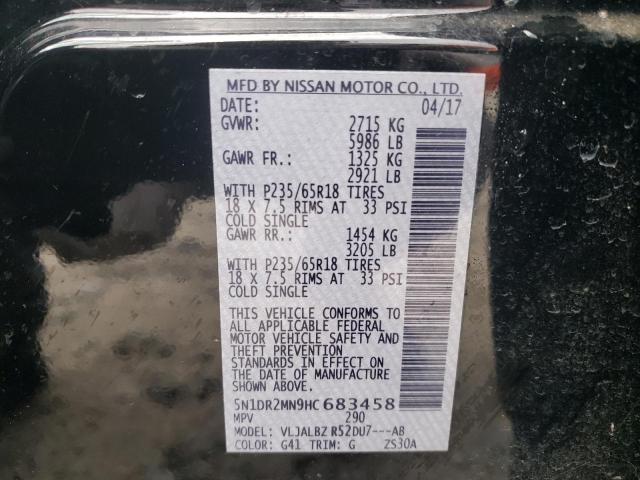 MFD BY NISSAN MOTOR CO., LTD.
DATE: 04/17
GVWR: 2715 KG
5986 LB
GAWR FR.: 1325 KG
2921 LB
WITH P235/65R18 TIRES
18 X 7.5 RIMS AT 33 PSI
COLD SINGLE
GAWR RR.: 1454 KG
3205 LB
WITH P235/65R18 TIRES
18 X 7.5 RIMS AT 33 PSI
COLD SINGLE
THIS VEHICLE CONFORMS TO
ALL APPLICABLE FEDERAL
MOTOR VEHICLE SAFETY AND
THEFT PREVENTION
STANDARDS IN EFFECT ON
THE DATE OF MANUFACTURE
SHOWN ABOVE.
5N1DR2MN9HC683458
MPV 290
MODEL: VLJALBZ R52DU7---AB
COLOR: G41 TRIM: G ZS30A